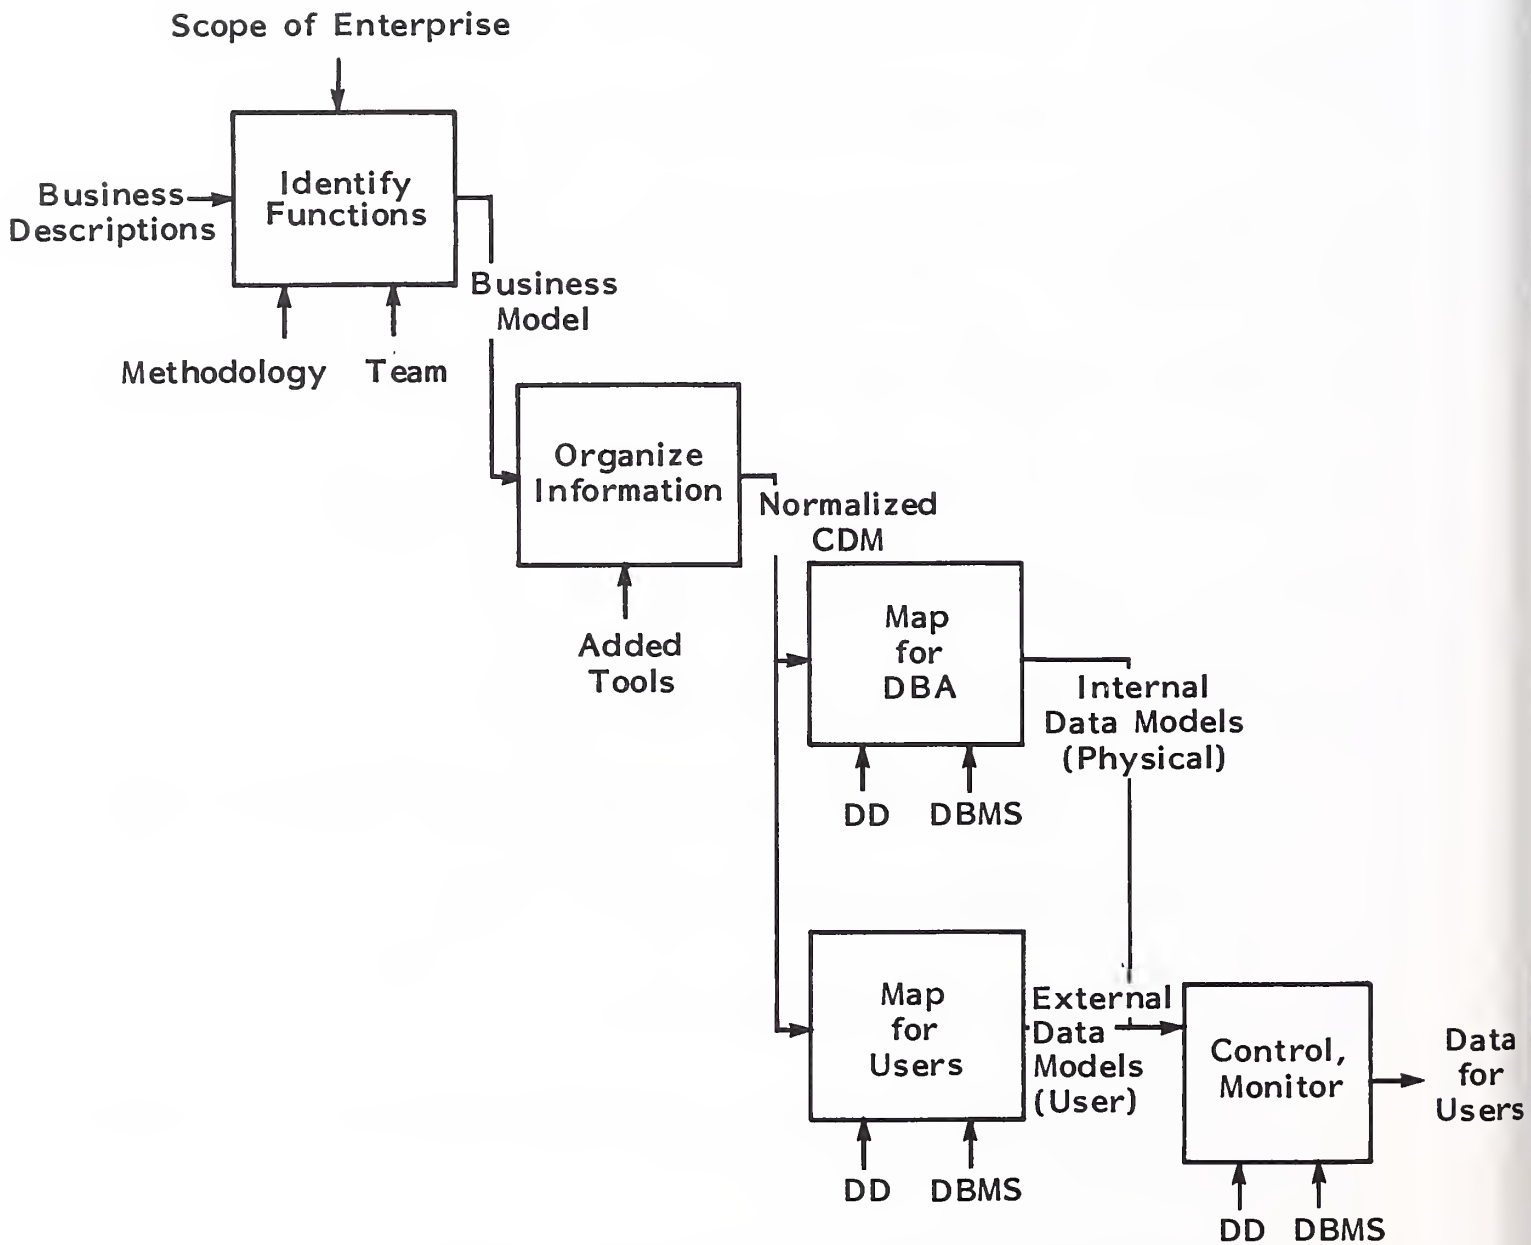 Scope of Enterprise
Identify
Functions
Business
Descriptions
Methodology
Team
Business
Model
Organize
Information
Added
Tools
Normalized
CDM
Map
for
DBA
DD
DBMS
Internal
Data Models
(Physical)
Map
for
Users
DD
DBMS
External
Data
Models
(User)
Control,
Monitor
DD
DBMS
Data
for
Users